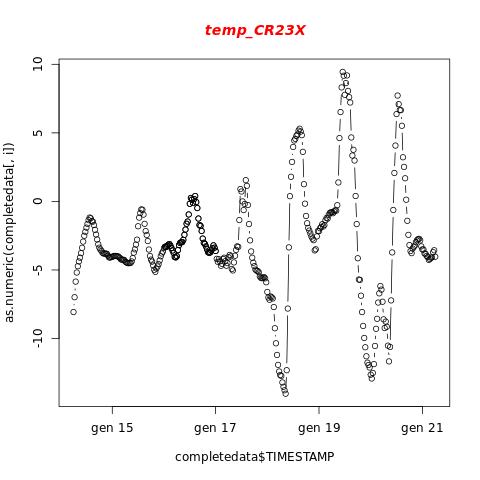 temp_CR23X
as.numeric(completedata[, i])
10
5
0
-5
-10
gen 15
gen 17
gen 19
gen 21
completedata$TIMESTAMP